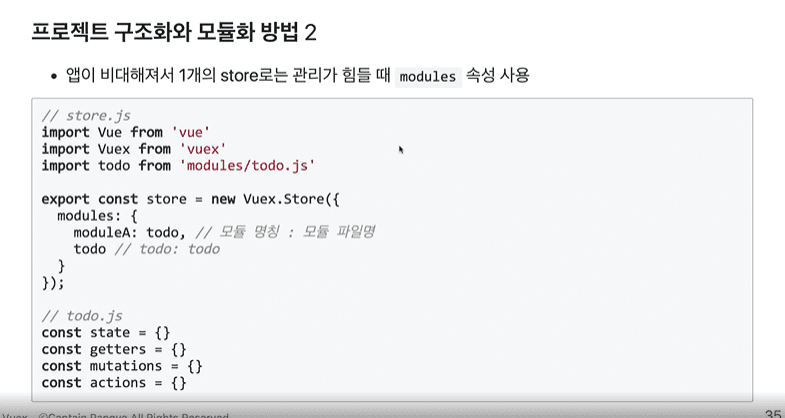 프로젝트 구조화와 모듈화 방법 2
• 앱이 비대해져서 1개의 store로는 관리가 힘들 때 modules 속성 사용
// store.js
import Vue from 'vue'
import Vuex from 'vuex'
import todo from 'modules/todo.js'
export const store = new Vuex.Store({
modules: {
moduleA: todo, // 모듈 명칭 : 모듈 파일명
todo // todo: todo
}
});
// todo.js
const state = {}
const getters = {}
const mutations = {}
const actions = {}
Vuex ©Captain Pangyo All Rights Reserved
35